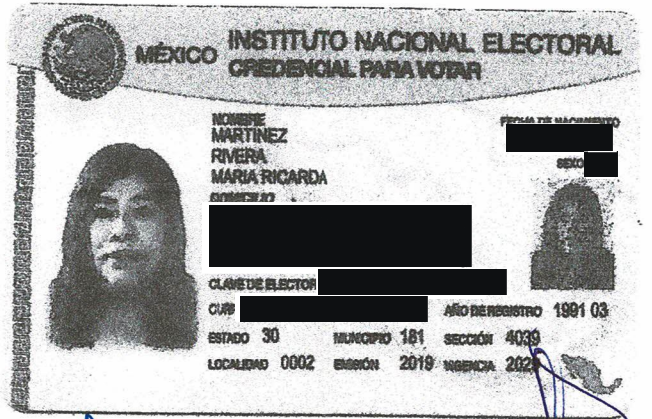 MÉXICO INSTITUTO NACIONAL ELECTORAL
CREDENCIAL PARA VOTAR
NOMBRE
MARTINEZ
RIVERA
MARIA RICARDA
DOMICILIO
FECHA DE NACIMIENTO
SEXO
CLAVE DE ELECTOR
CURP
AÑO DE REGISTRO 1991 03
ESTADO 30 MUNICIPIO 181 SECCIÓN 4039
LOCALIDAD 0002 EMISIÓN 2019 VIGENCIA